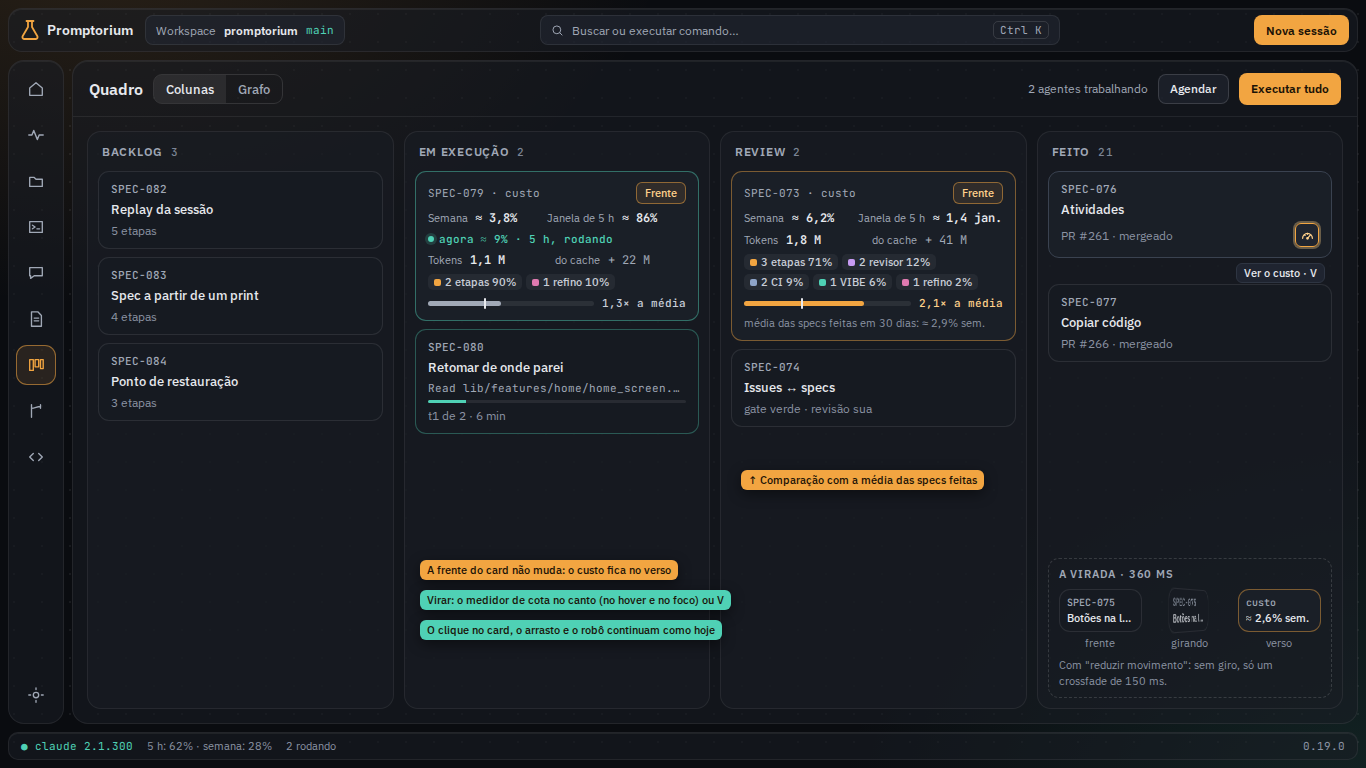 Promptorium
Workspace promptorium main
Buscar ou executar comando...
Ctrl K
Nova sessão
Quadro
Colunas
Grafo
2 agentes trabalhando
Agendar
Executar tudo
BACKLOG 3
SPEC-082
Replay da sessão
5 etapas
SPEC-083
Spec a partir de um print
4 etapas
SPEC-084
Ponto de restauração
3 etapas
EM EXECUÇÃO 2
SPEC-079 · custo
Frente
Semana ≈ 3,8% Janela de 5 h ≈ 86%
agora ≈ 9% · 5 h, rodando
Tokens 1,1 M do cache + 22 M
2 etapas 90% 1 refino 10%
1,3× a média
SPEC-080
Retomar de onde parei
Read lib/features/home/home_screen.…
t1 de 2 · 6 min
A frente do card não muda: o custo fica no verso
Virar: o medidor de cota no canto (no hover e no foco) ou V
O clique no card, o arrasto e o robô continuam como hoje
REVIEW 2
SPEC-073 · custo
Frente
Semana ≈ 6,2% Janela de 5 h ≈ 1,4 jan.
Tokens 1,8 M do cache + 41 M
3 etapas 71% 2 revisor 12%
2 CI 9% 1 VIBE 6% 1 refino 2%
2,1× a média
média das specs feitas em 30 dias: ≈ 2,9% sem.
SPEC-074
Issues ↔ specs
gate verde · revisão sua
↑ Comparação com a média das specs feitas
FEITO 21
SPEC-076
Atividades
PR #261 · mergeado
Ver o custo · V
SPEC-077
Copiar código
PR #266 · mergeado
A VIRADA · 360 MS
SPEC-075
Botões na l…
frente
SPEC-075
Botões na l…
girando
custo
≈ 2,6% sem.
verso
Com "reduzir movimento": sem giro, só um
crossfade de 150 ms.
claude 2.1.300
5 h: 62% · semana: 28%
2 rodando
0.19.0